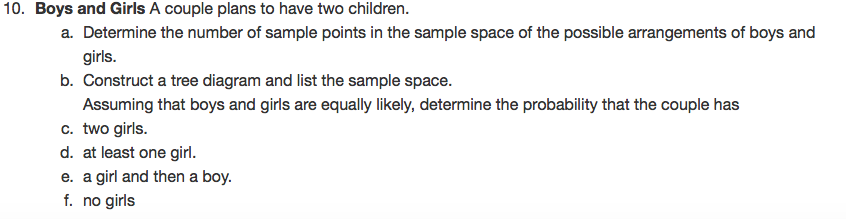 10. Boys and Girls A couple plans to have two children.
a. Determine the number of sample points in the sample space of the possible arrangements of boys and
girls.
b. Construct a tree diagram and list the sample space.
Assuming that boys and girls are equally likely, determine the probability that the couple has
c. two girls.
d. at least one girl.
e. a girl and then a boy.
f. no girls